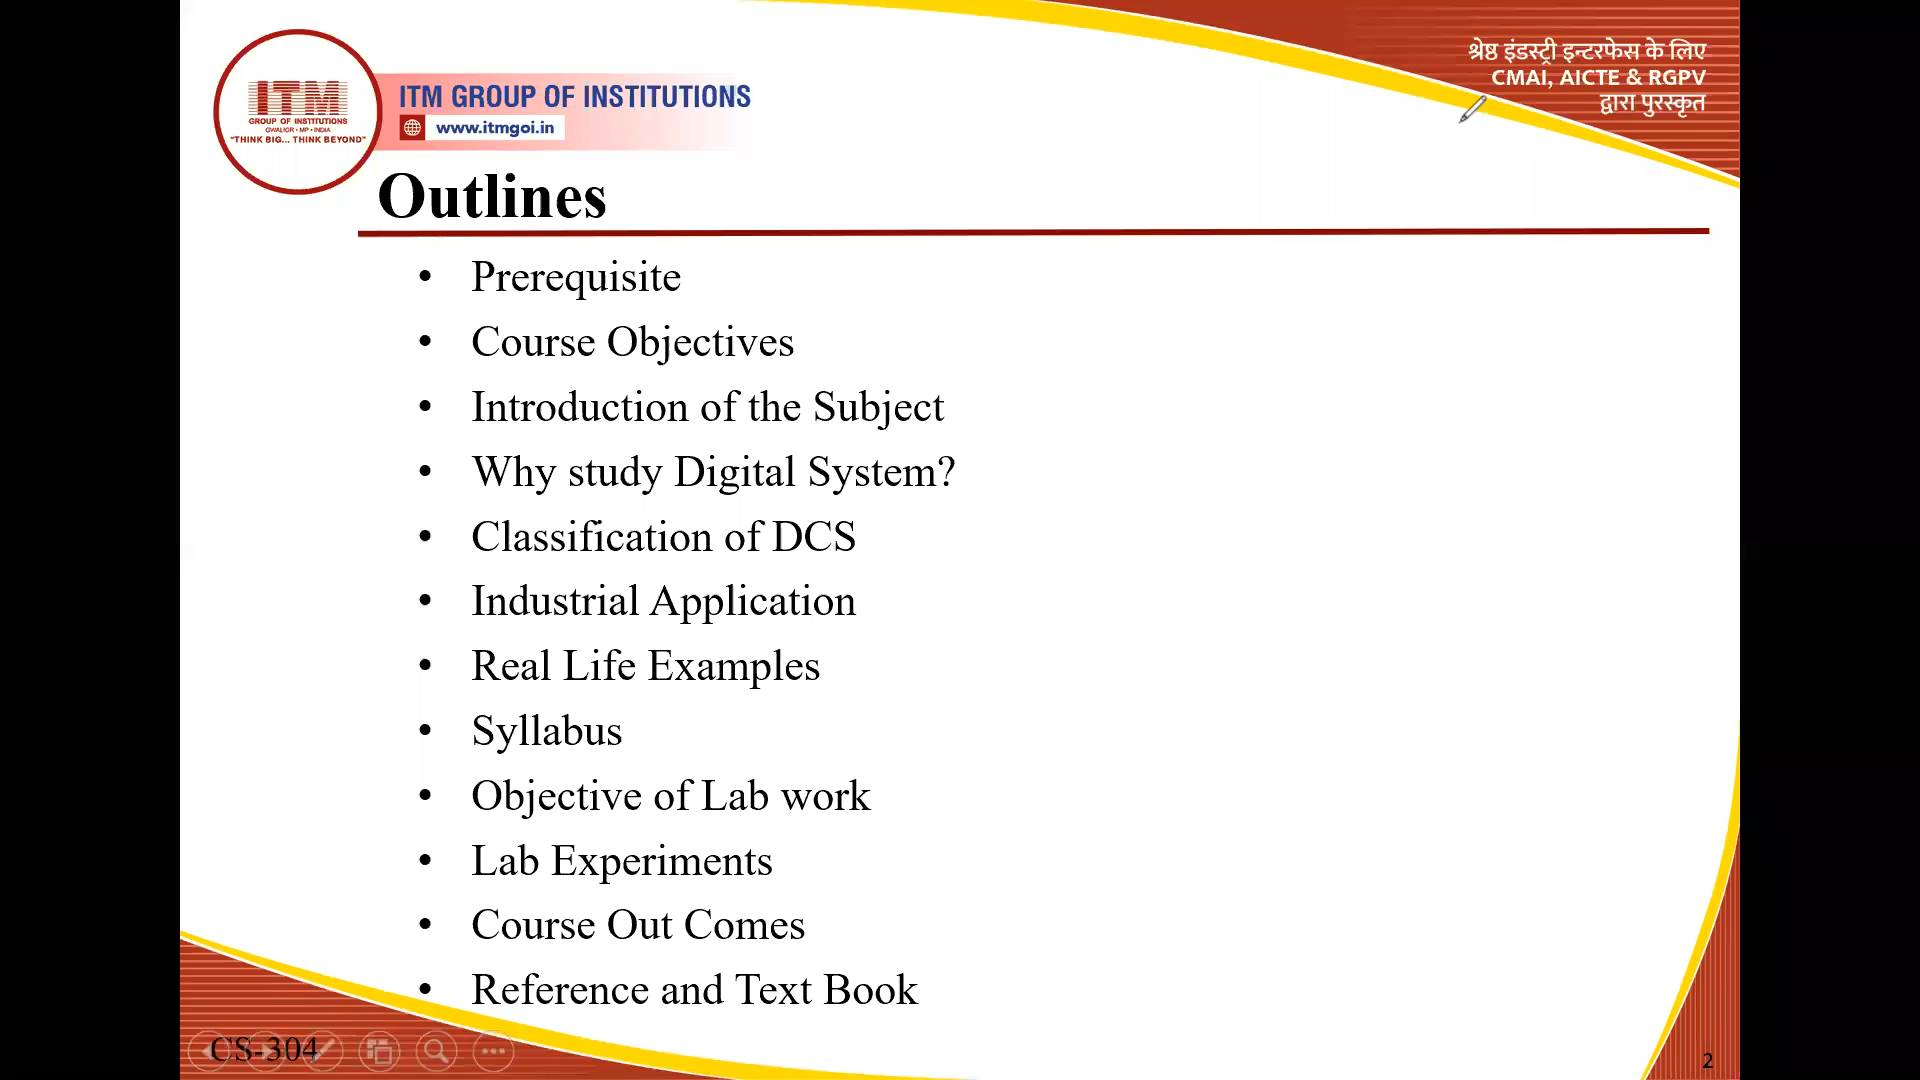 ITM
GROUP OF INSTITUTIONS
GWALIOR • MP • INDIA
"THINK BIG... THINK BEYOND"
ITM GROUP OF INSTITUTIONS
www.itmgoi.in
श्रेष्ठ इंडस्ट्री इन्टरफेस के लिए
CMAI, AICTE & RGPV
द्वारा पुरस्कृत
Outlines
• Prerequisite
• Course Objectives
• Introduction of the Subject
• Why study Digital System?
• Classification of DCS
• Industrial Application
• Real Life Examples
• Syllabus
• Objective of Lab work
• Lab Experiments
• Course Out Comes
• Reference and Text Book
CS-304
2